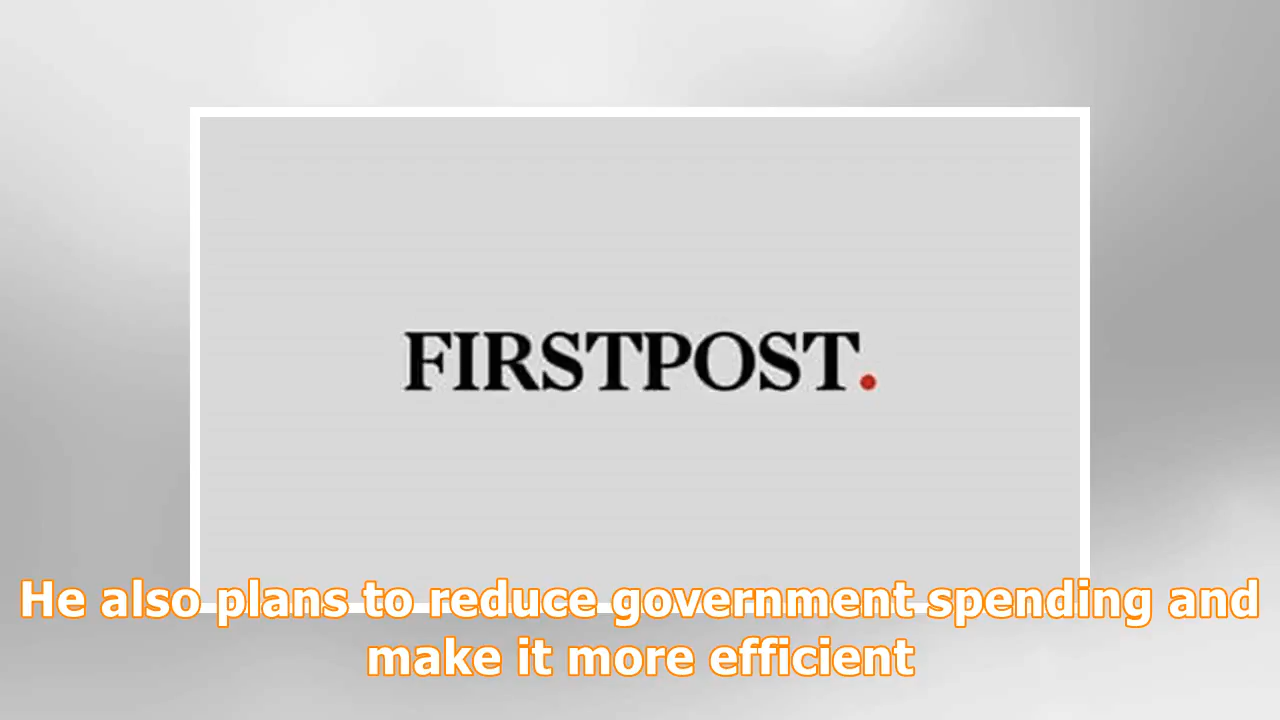 FIRSTPOST.
He also plans to reduce government spending and
make it more efficient